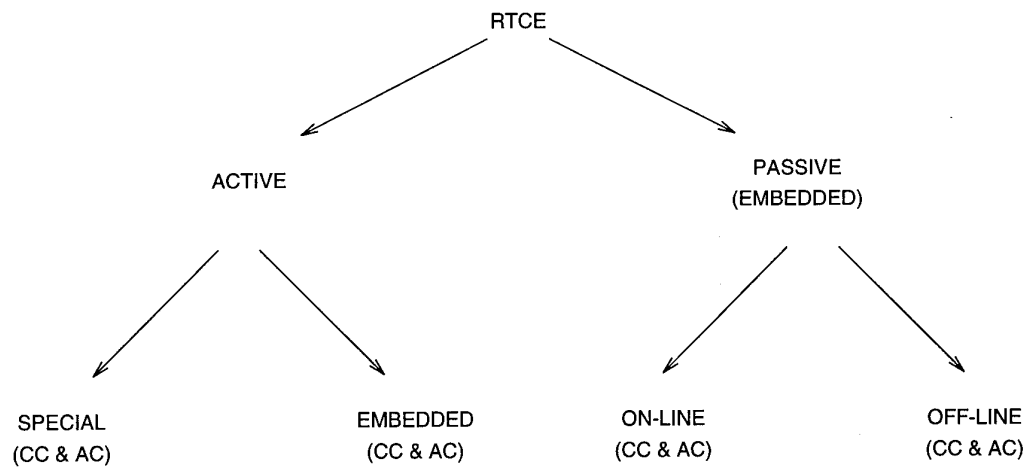 RTCE
ACTIVE
PASSIVE
(EMBEDDED)
SPECIAL
(CC & AC)
EMBEDDED
(CC & AC)
ON-LINE
(CC & AC)
OFF-LINE
(CC & AC)